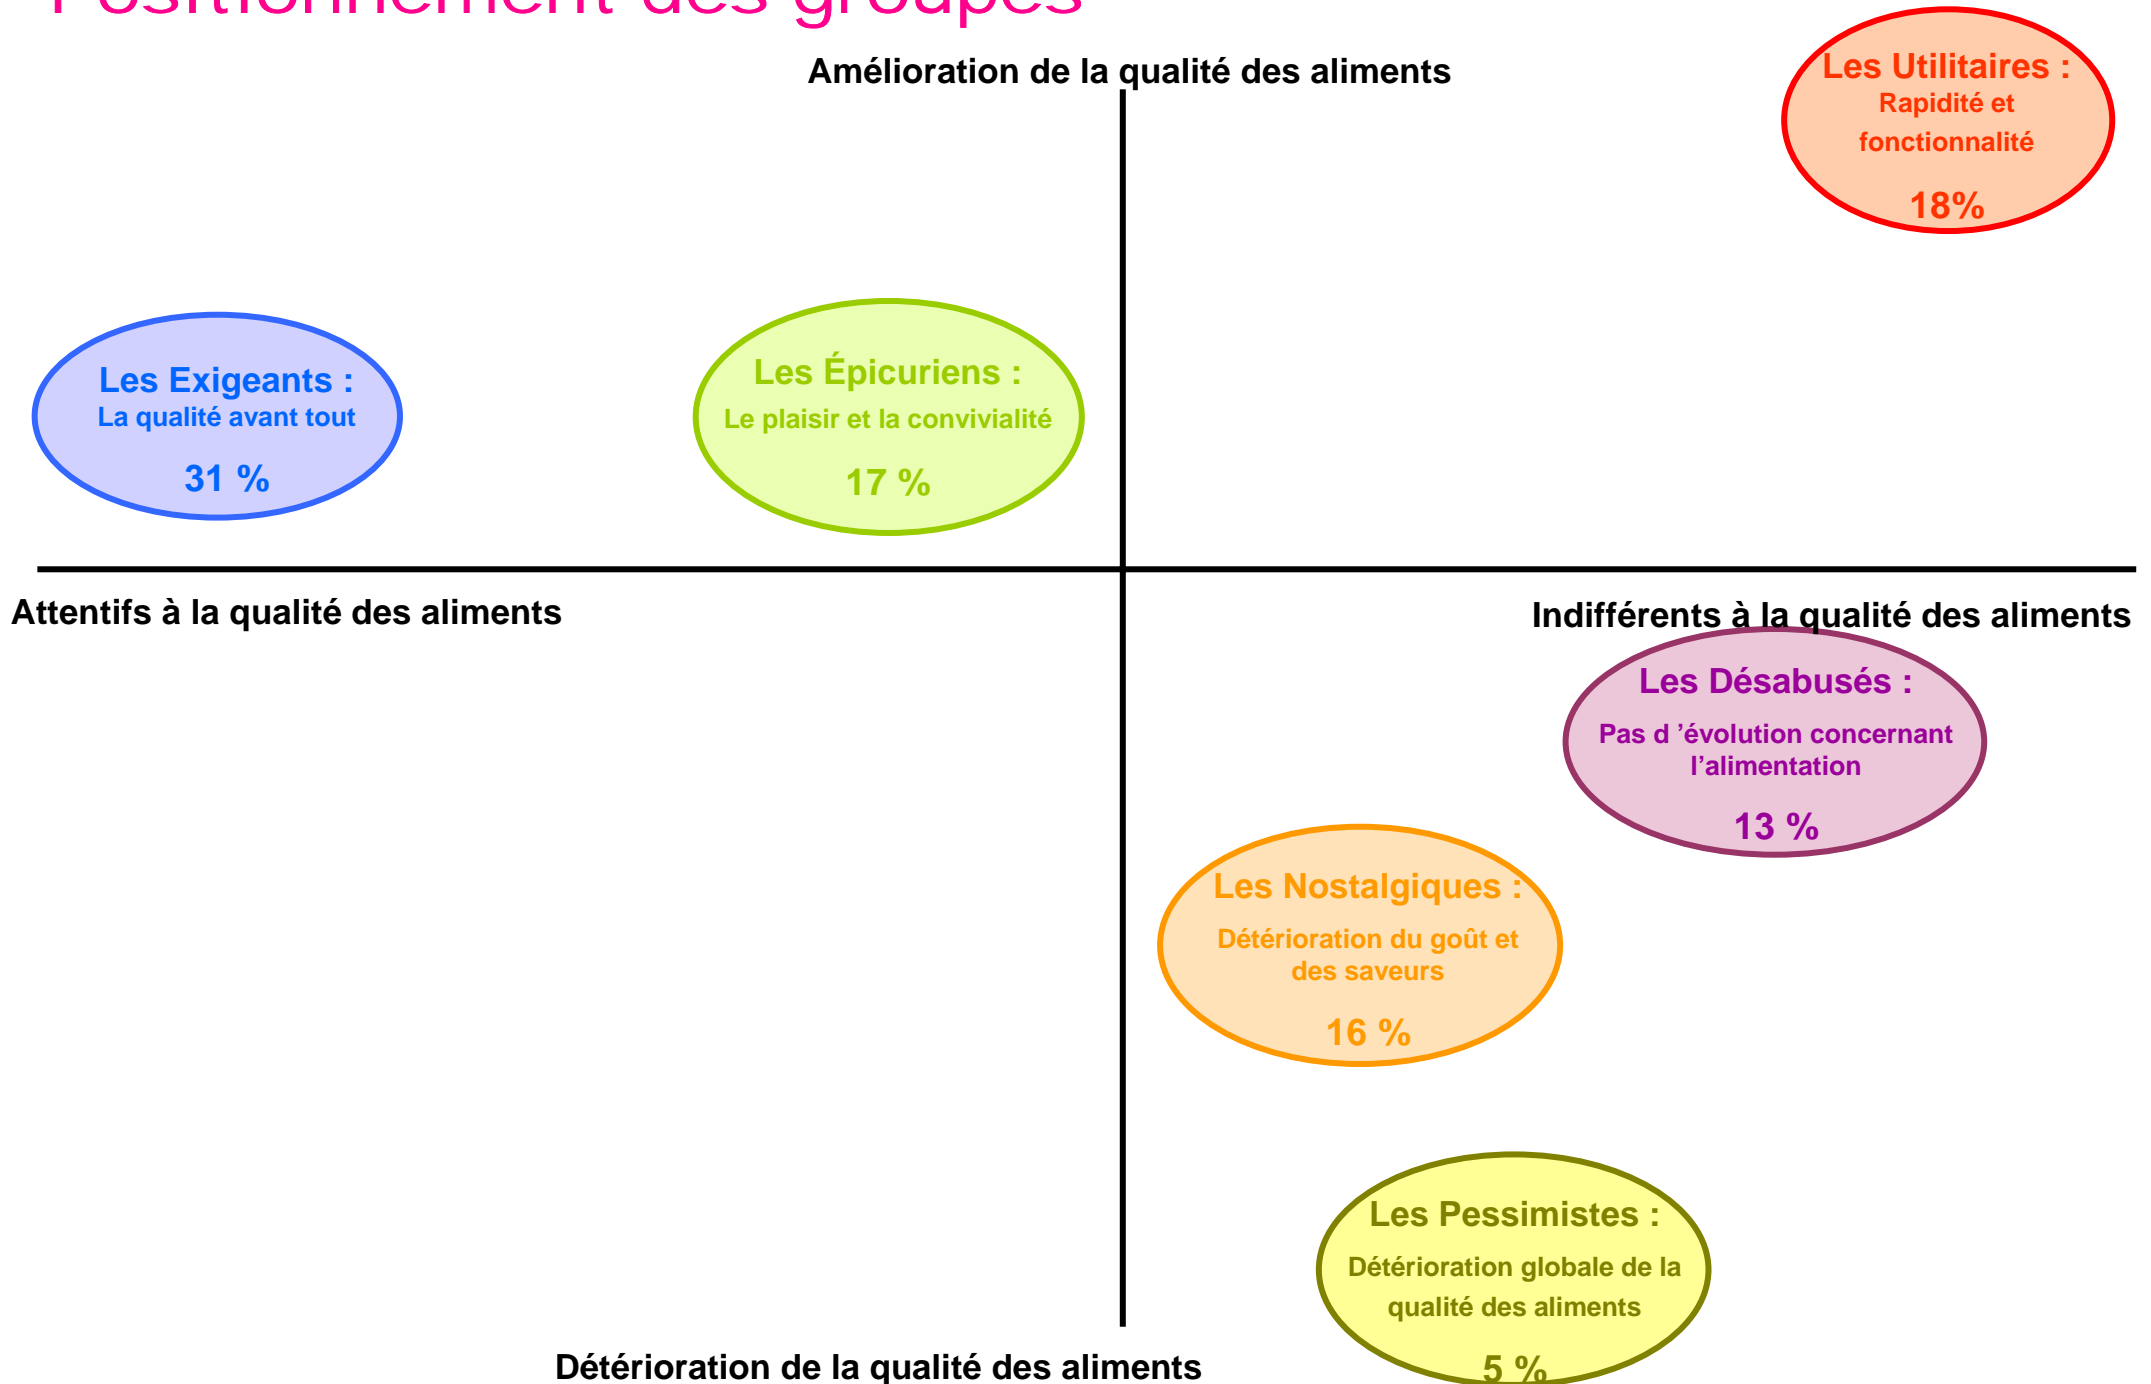 Positionnement des groupes
Amélioration de la qualité des aliments
Les Utilitaires :
Rapidité et
fonctionnalité
18%
Les Exigeants :
La qualité avant tout
31 %
Les Épicuriens :
Le plaisir et la convivialité
17 %
Attentifs à la qualité des aliments
Indifférents à la qualité des aliments
Les Désabusés :
Pas d ’évolution concernant
l’alimentation
13 %
Les Nostalgiques :
Détérioration du goût et
des saveurs
16 %
Les Pessimistes :
Détérioration globale de la
qualité des aliments
5 %
Détérioration de la qualité des aliments